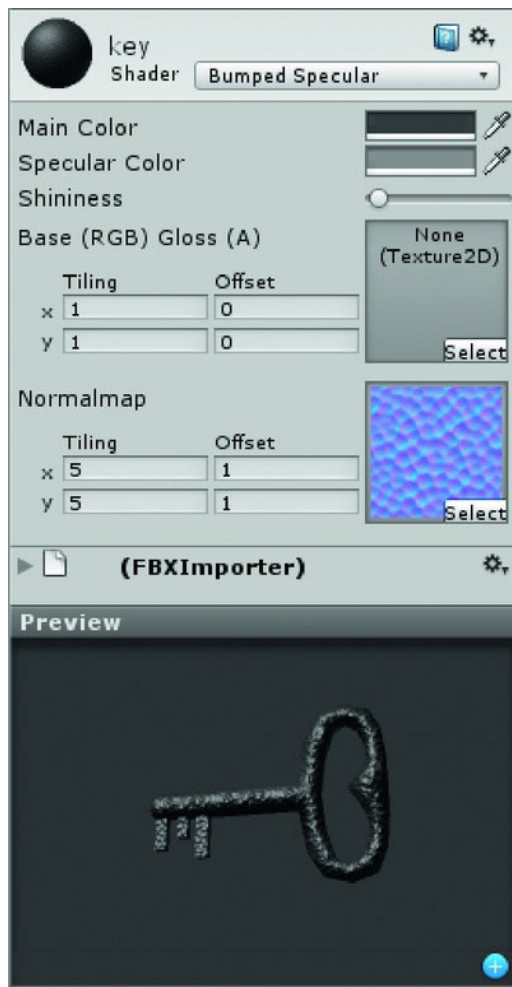 key
Shader Bumped Specular
Main Color
Specular Color
Shininess
Base (RGB) Gloss (A)
None
(Texture2D)
Tiling Offset
x 1 0
y 1 0
Select
Normalmap
Tiling Offset
x 5 1
y 5 1
Select
(FBXImporter)
Preview